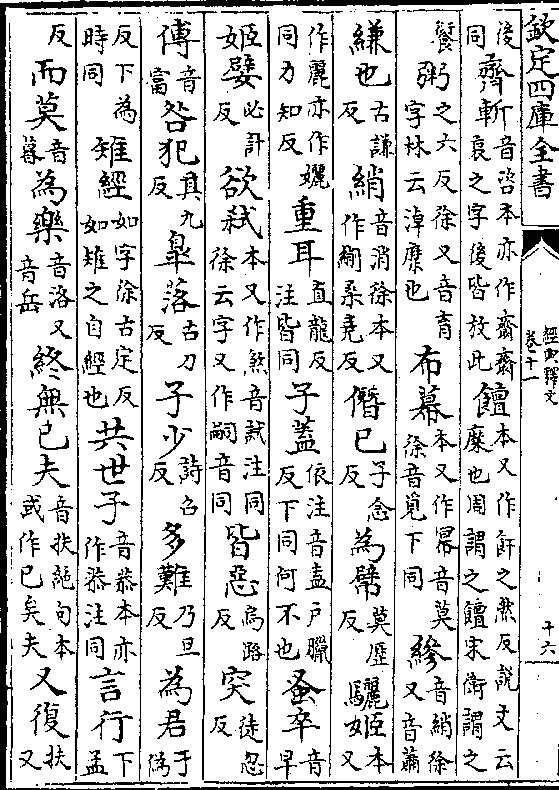 欽定四庫全書
經典釋文
卷十一
十六
後同齊斬音咨本亦作齋齋衰之字後皆放此饘本又作飦之然反說文云糜也周謂之饘宋衛謂之
粥之六反徐又音育字林云淖糜也布幕本又作幂音莫徐音覓下同縿音綃徐又音蕭
縑也古謙反綃音消徐本又作桑堯反僭已子念反為幦莫歷反驪姬本又
作麗亦作孋同力知反重耳直龍反注皆同子蓋依注音盍户臘反下同何不也蚤卒音早
姬嬖必計反欲弑本又作煞音試注同徐云字又作嗣音同皆惡烏路反突徒忽反
傅音富咎犯其九反臯落古刀反子少詩召反多難乃旦反為君于偽
反下為時同雉經如字徐古定反如雉之自經也共世子音恭本亦作恭注同言行下孟
反而莫音暮為樂音洛又音岳終無已夫音扶絶句本或作已矣夫又復扶又